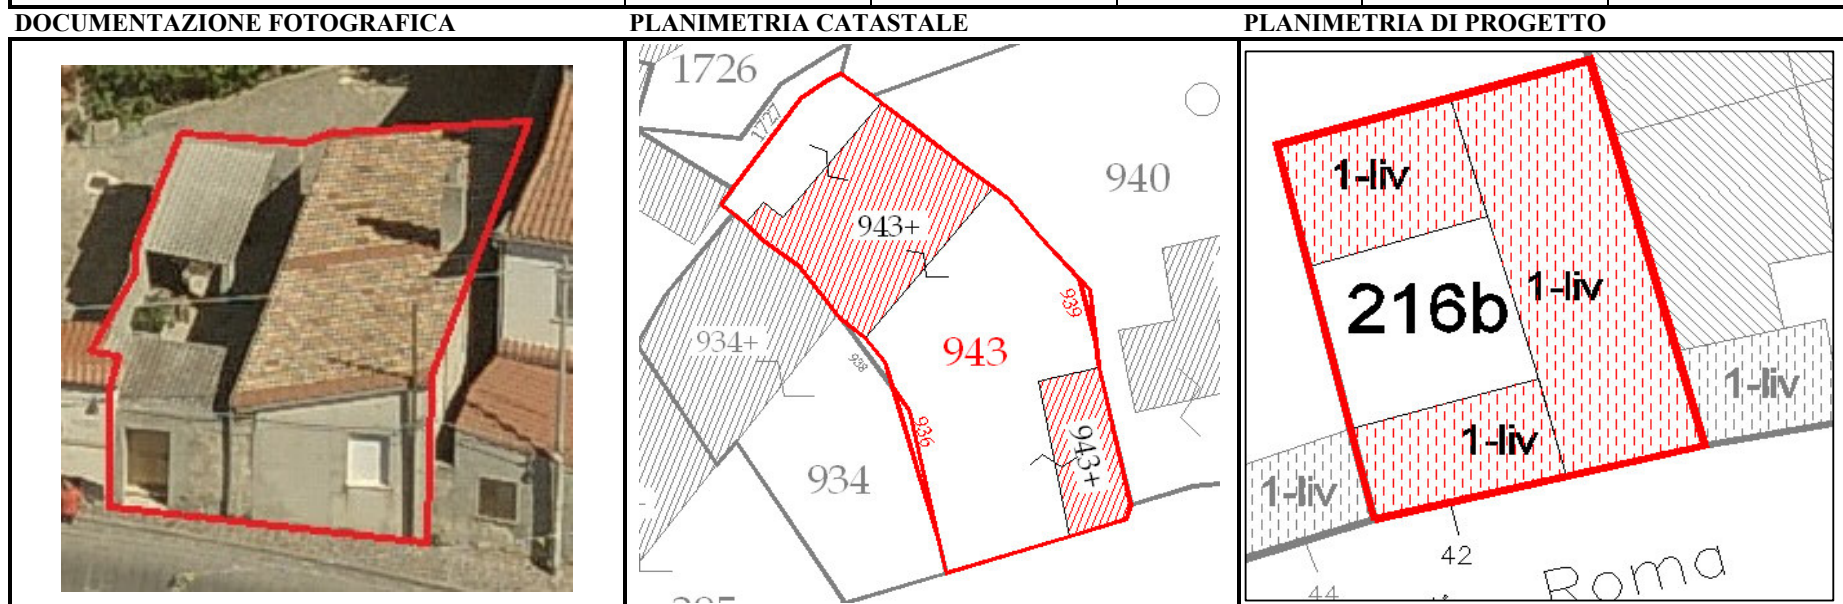 DOCUMENTAZIONE FOTOGRAFICA
PLANIMETRIA CATASTALE
PLANIMETRIA DI PROGETTO
1726
1727
940
943+
934+
938
939
943
936
943+
934
1-liv
216b
1-liv
1-liv
1-liv
1-liv
42
44
Roma